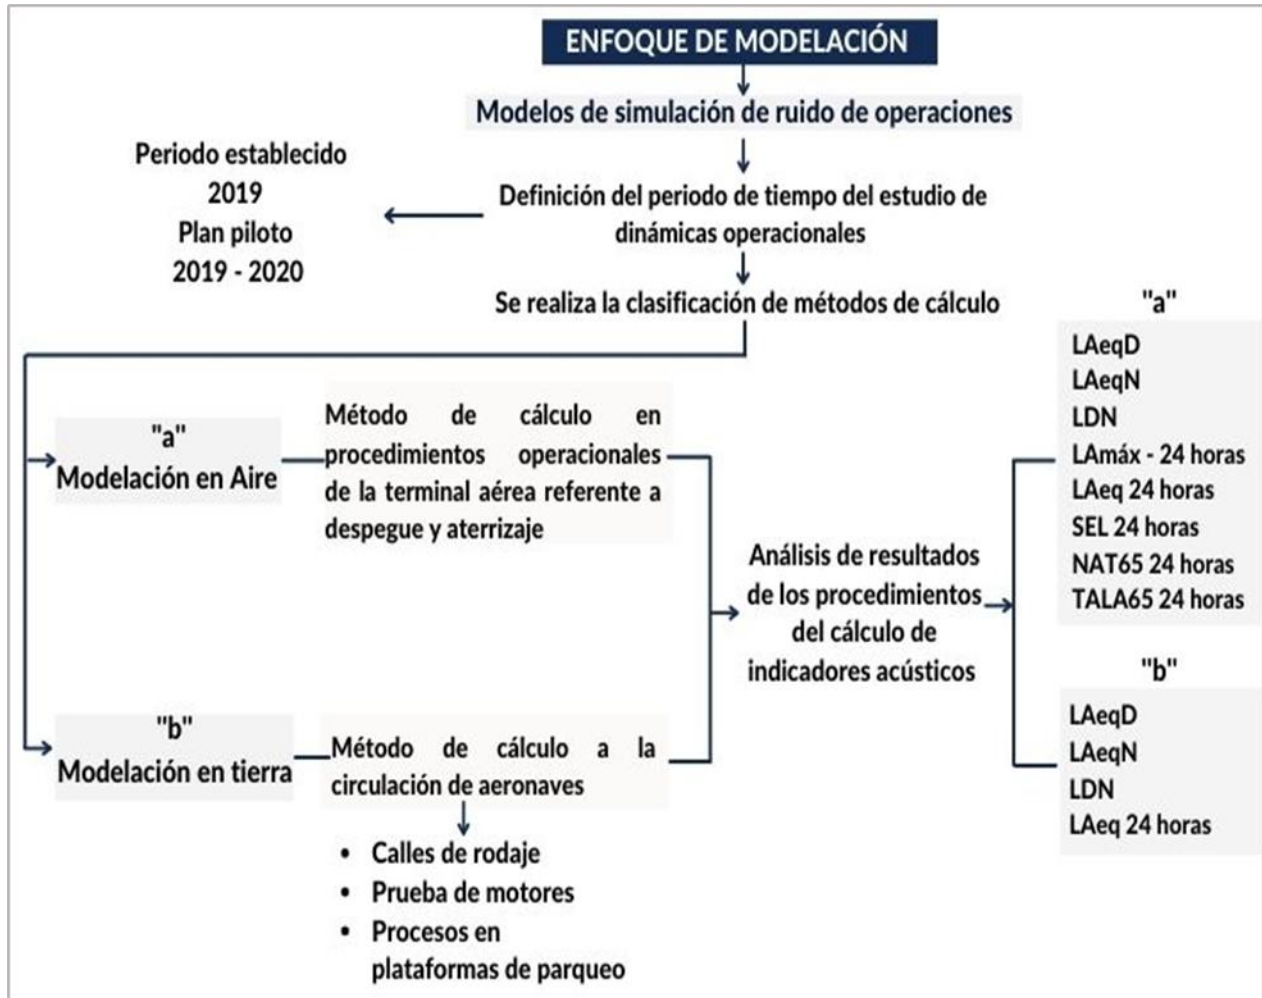 ENFOQUE DE MODELACIÓN
Modelos de simulación de ruido de operaciones
Definición del periodo de tiempo del estudio de
dinámicas operacionales
Periodo establecido
2019
Plan piloto
2019 - 2020
Se realiza la clasificación de métodos de cálculo
"a"
Modelación en Aire
Método de cálculo en
procedimientos operacionales
de la terminal aérea referente a
despegue y aterrizaje
"b"
Modelación en tierra
Método de cálculo a la
circulación de aeronaves
• Calles de rodaje
• Prueba de motores
• Procesos en
plataformas de parqueo
Análisis de resultados
de los procedimientos
del cálculo de
indicadores acústicos
"a"
LAeqD
LAeqN
LDN
LAmáx - 24 horas
LAeq 24 horas
SEL 24 horas
NAT65 24 horas
TALA65 24 horas
"b"
LAeqD
LAeqN
LDN
LAeq 24 horas